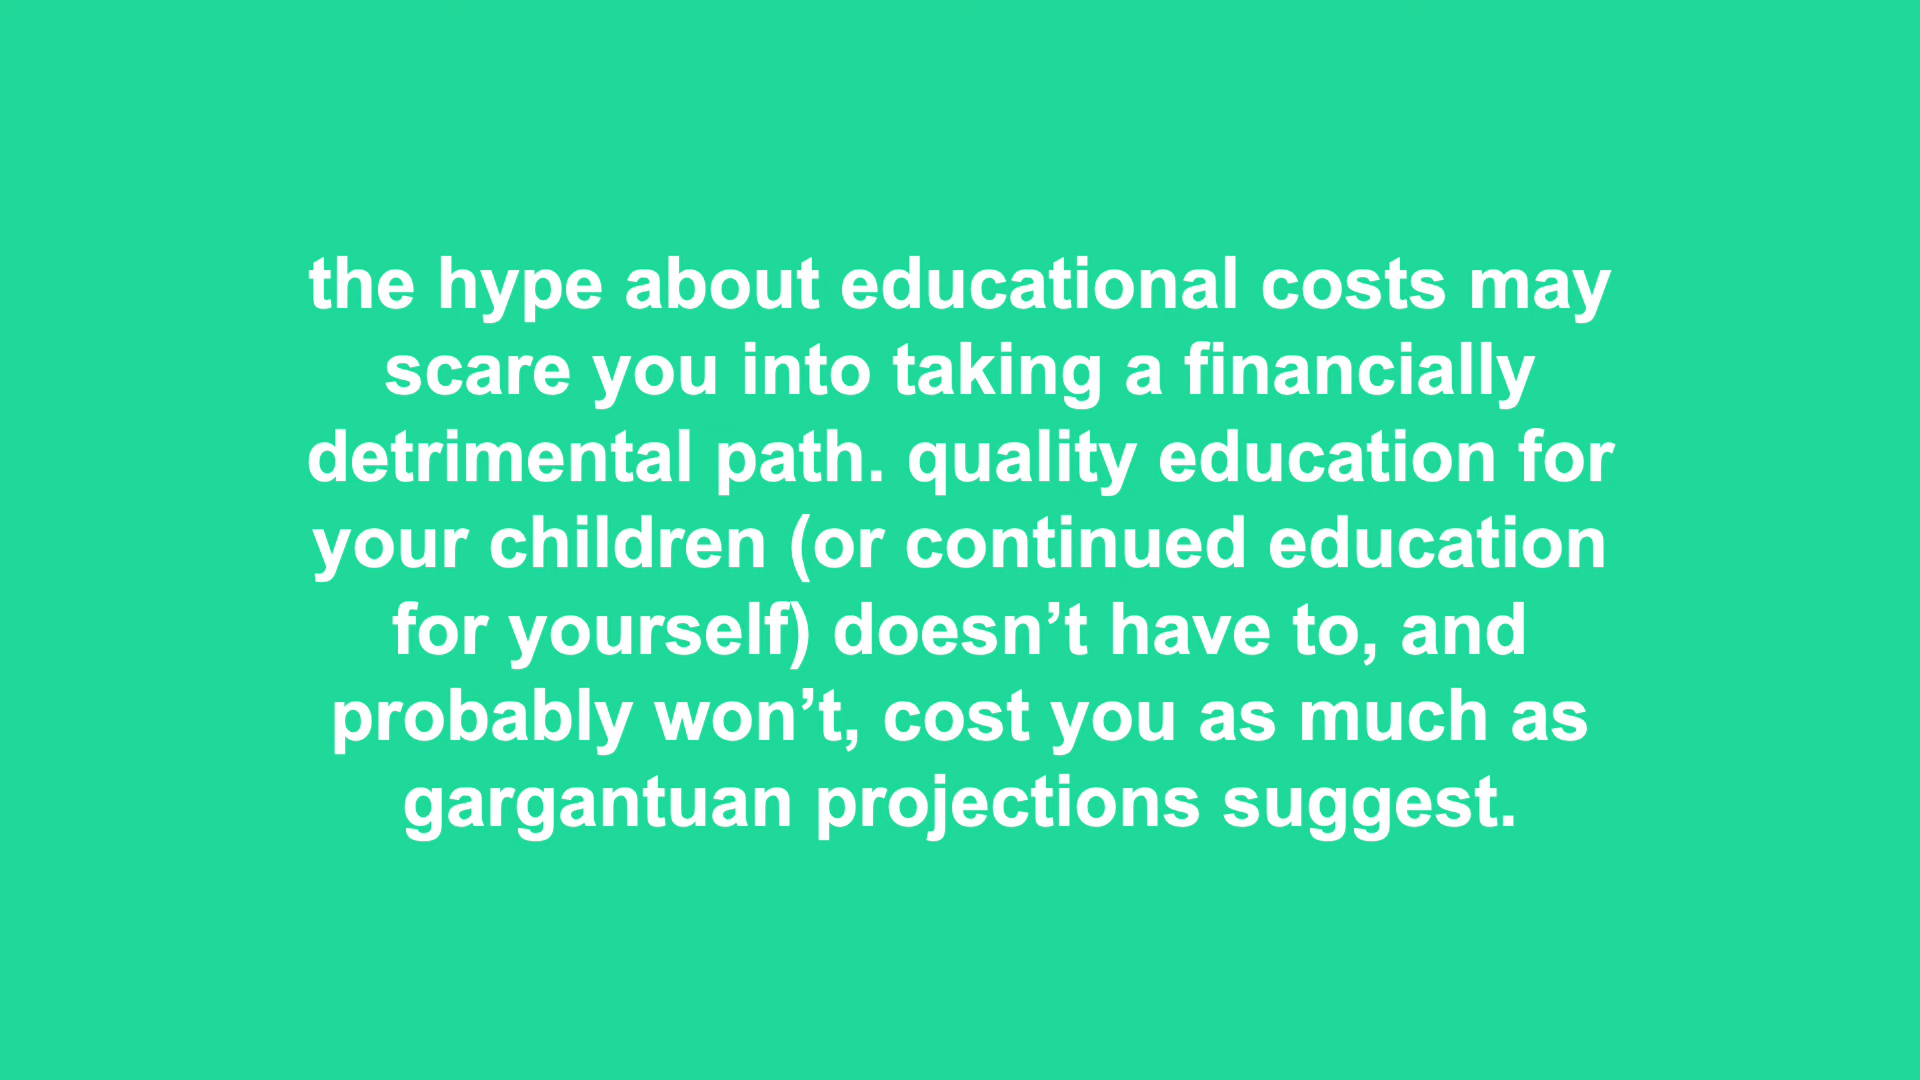 the hype about educational costs may
scare you into taking a financially
detrimental path. quality education for
your children (or continued education
for yourself) doesn’t have to, and
probably won’t, cost you as much as
gargantuan projections suggest.